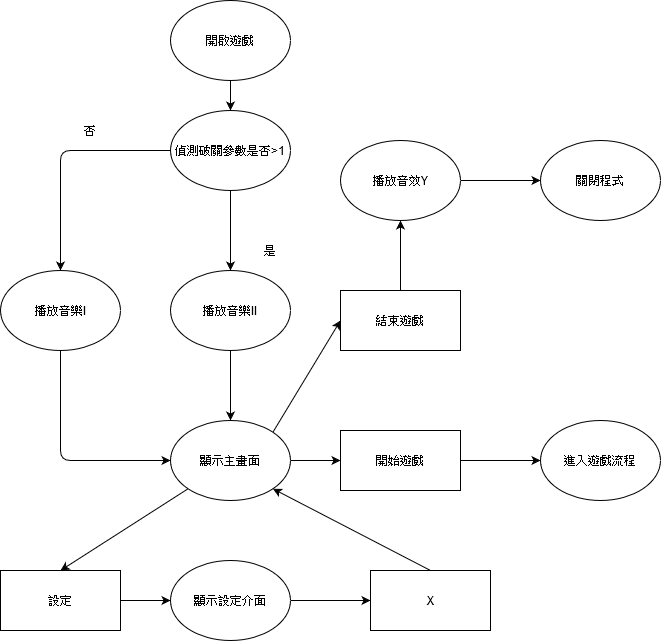 開啟遊戲
否
偵測破關參數是否>1
播放音效Y
關閉程式
是
播放音樂I
播放音樂II
結束遊戲
顯示主畫面
開始遊戲
進入遊戲流程
設定
顯示設定介面
X